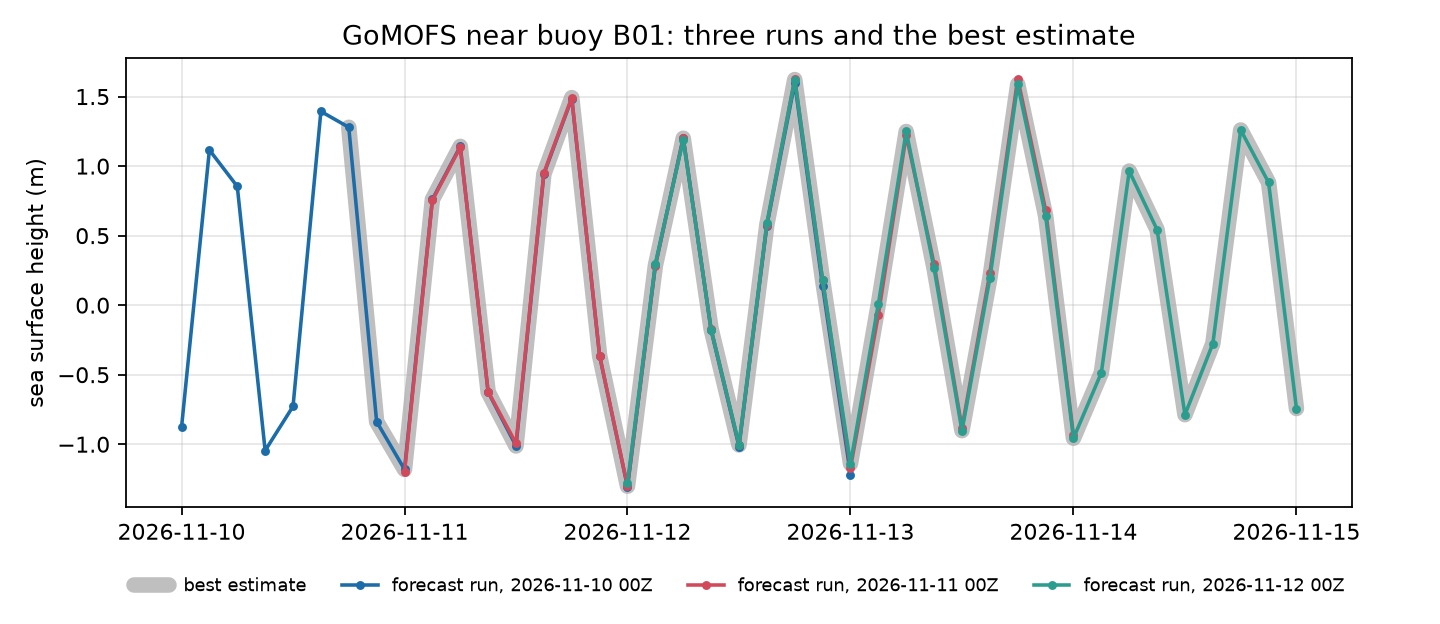 GoMOFS near buoy B01: three runs and the best estimate
sea surface height (m)
1.5
1.0
0.5
0.0
−0.5
−1.0
2026-11-10 2026-11-11 2026-11-12 2026-11-13 2026-11-14 2026-11-15
best estimate forecast run, 2026-11-10 00Z forecast run, 2026-11-11 00Z forecast run, 2026-11-12 00Z